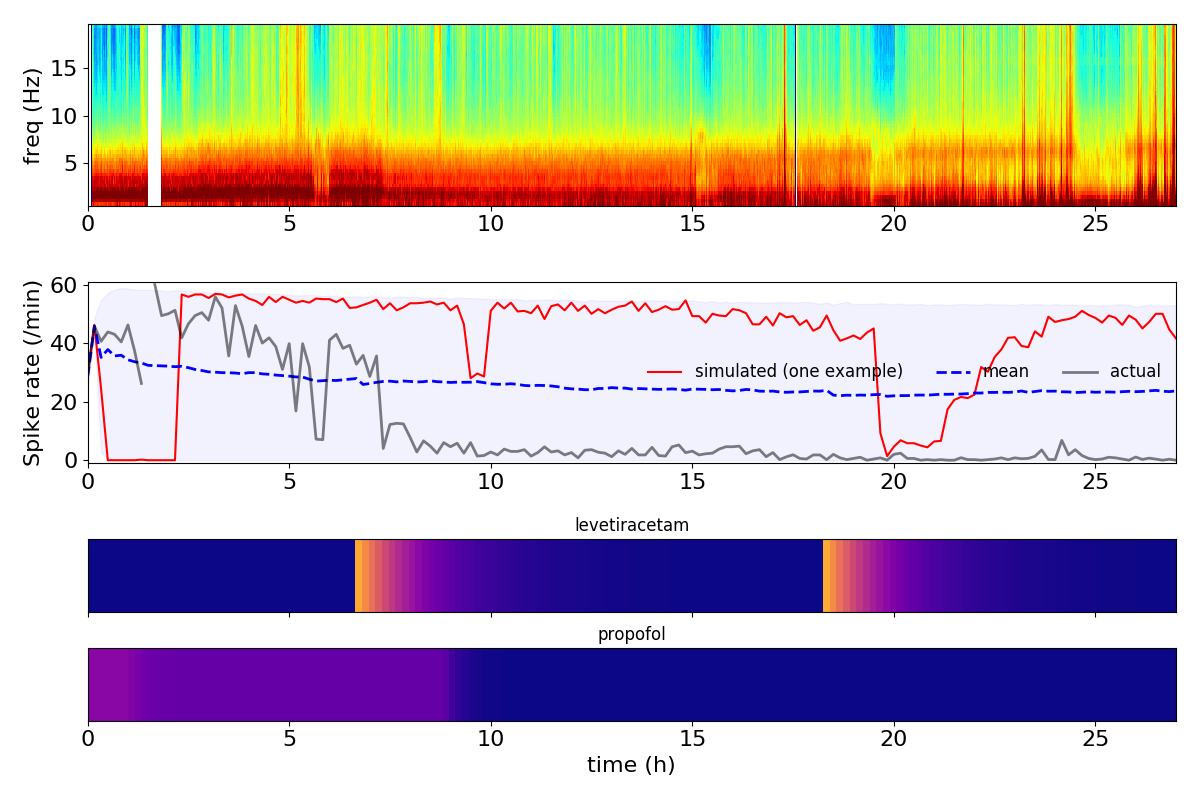 freq (Hz)
15
10
5
0 5 10 15 20 25
Spike rate (/min)
60
40
20
0
simulated (one example) mean actual
0 5 10 15 20 25
levetiracetam
propofol
0 5 10 15 20 25
time (h)